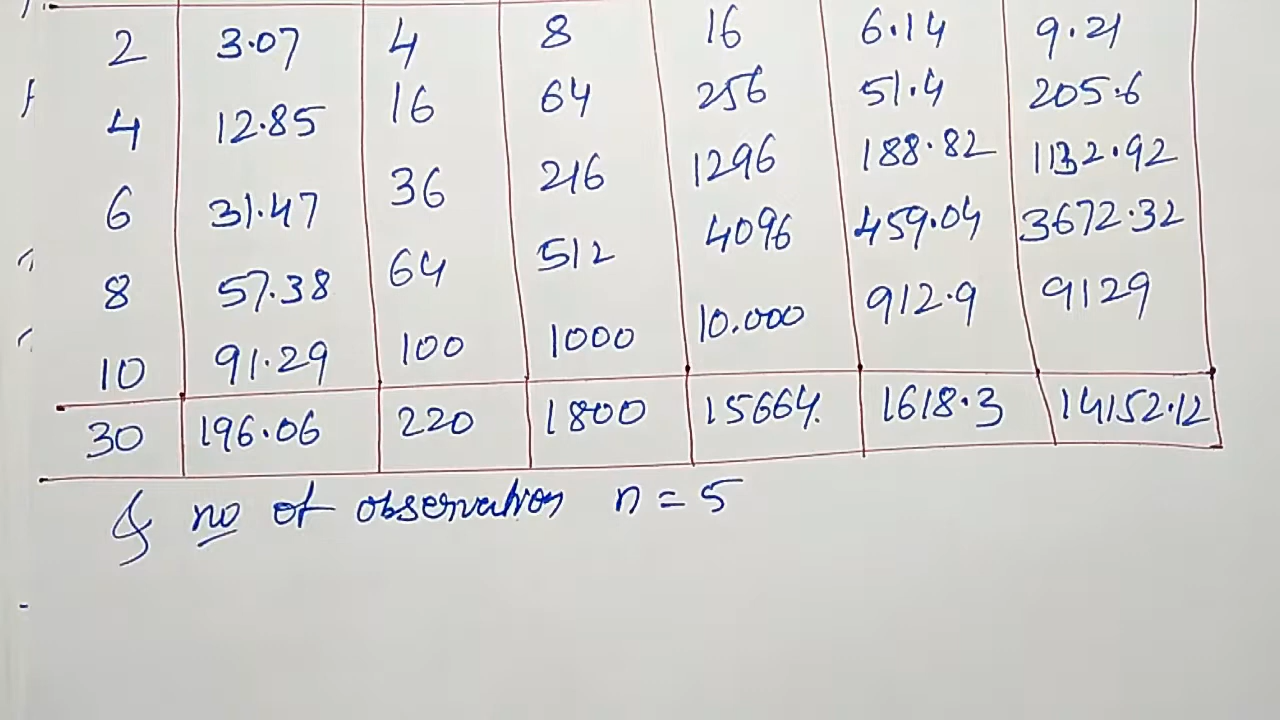 2 3.07 4 8 16 6.14 9.21
4 12.85 16 64 256 51.4 205.6
6 31.47 36 216 1296 188.82 1132.92
8 57.38 64 512 4096 459.04 3672.32
10 91.29 100 1000 10.000 912.9 9129
30 196.06 220 1800 15664. 1618.3 14152.12
& no of observation n = 5